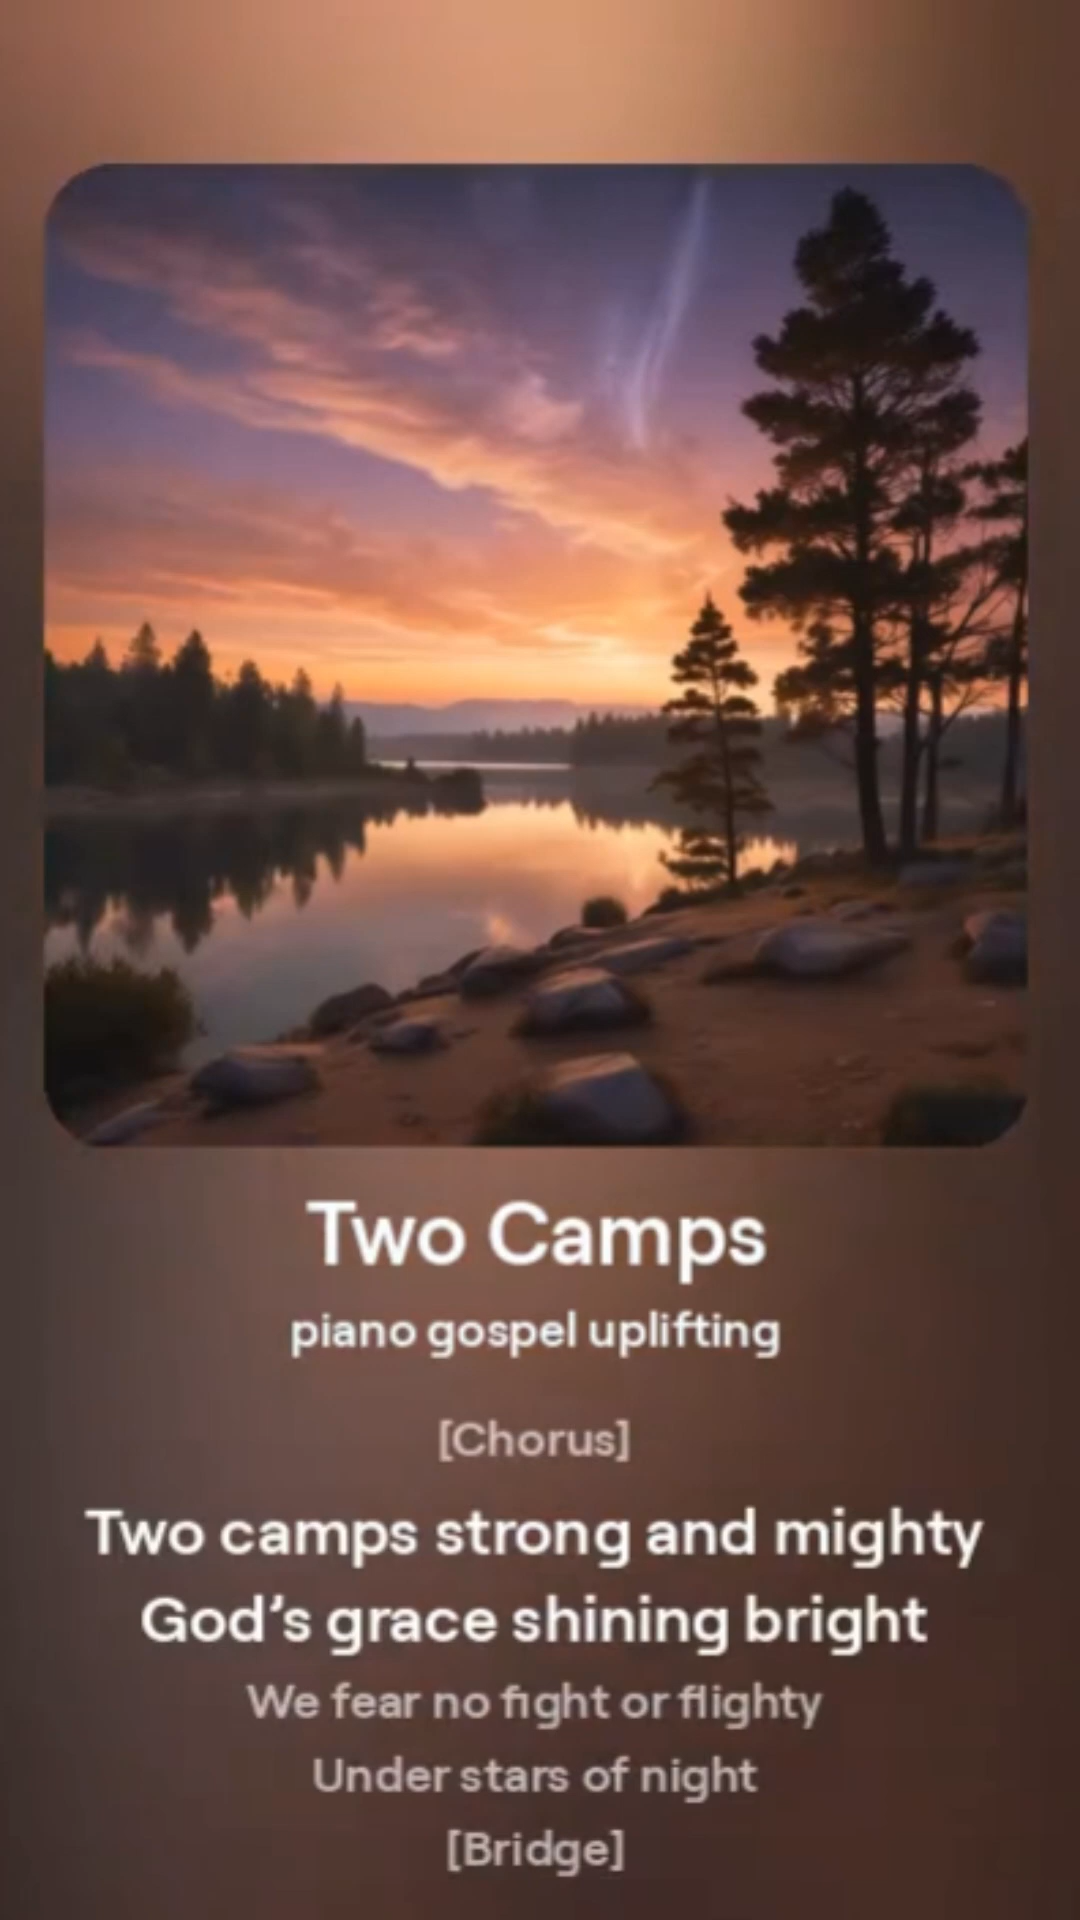 Two Camps
piano gospel uplifting
[Chorus]
Two camps strong and mighty
God’s grace shining bright
We fear no fight or flighty
Under stars of night
[Bridge]